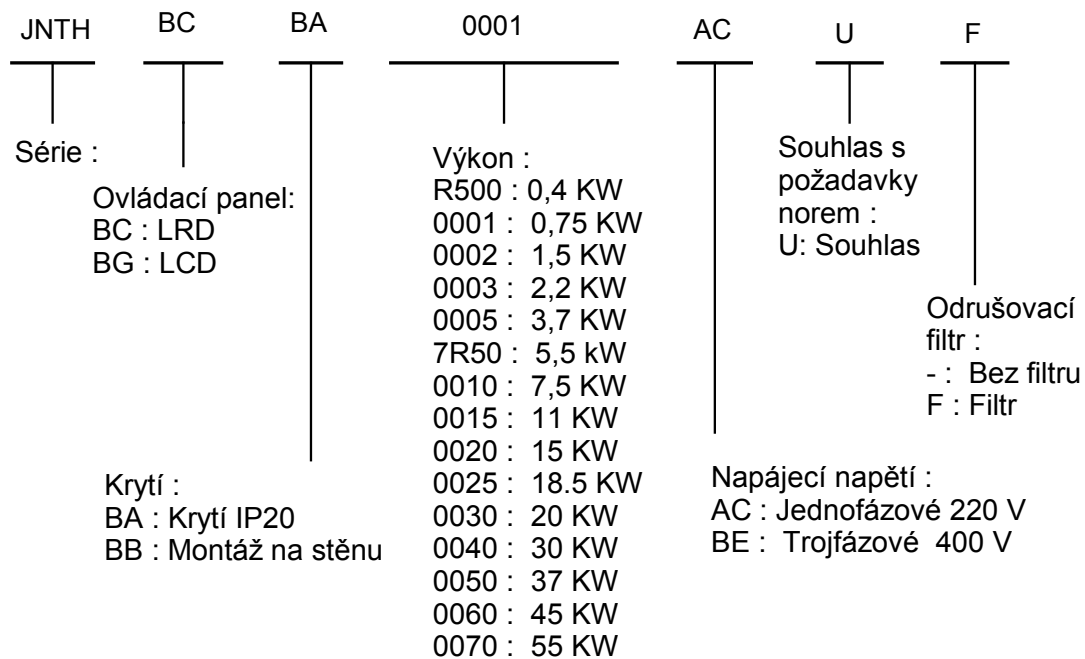 JNTH BC BA 0001 AC U F
Série :
Ovládací panel:
BC : LRD
BG : LCD
Krytí :
BA : Krytí IP20
BB : Montáž na stěnu
Výkon :
R500 : 0,4 KW
0001 : 0,75 KW
0002 : 1,5 KW
0003 : 2,2 KW
0005 : 3,7 KW
7R50 : 5,5 kW
0010 : 7,5 KW
0015 : 11 KW
0020 : 15 KW
0025 : 18.5 KW
0030 : 20 KW
0040 : 30 KW
0050 : 37 KW
0060 : 45 KW
0070 : 55 KW
Napájecí napětí :
AC : Jednofázové 220 V
BE : Trojfázové 400 V
Souhlas s
požadavky
norem :
U: Souhlas
Odrušovací
filtr :
- : Bez filtru
F : Filtr